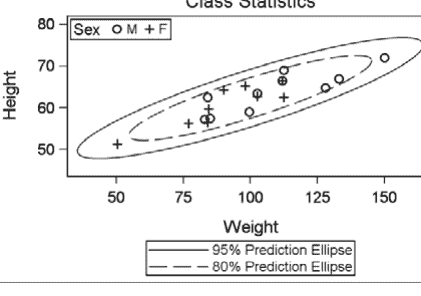 Class Statistics
80
Sex M F
70
60
50
Height
50 75 100 125 150
Weight
95% Prediction Ellipse
80% Prediction Ellipse